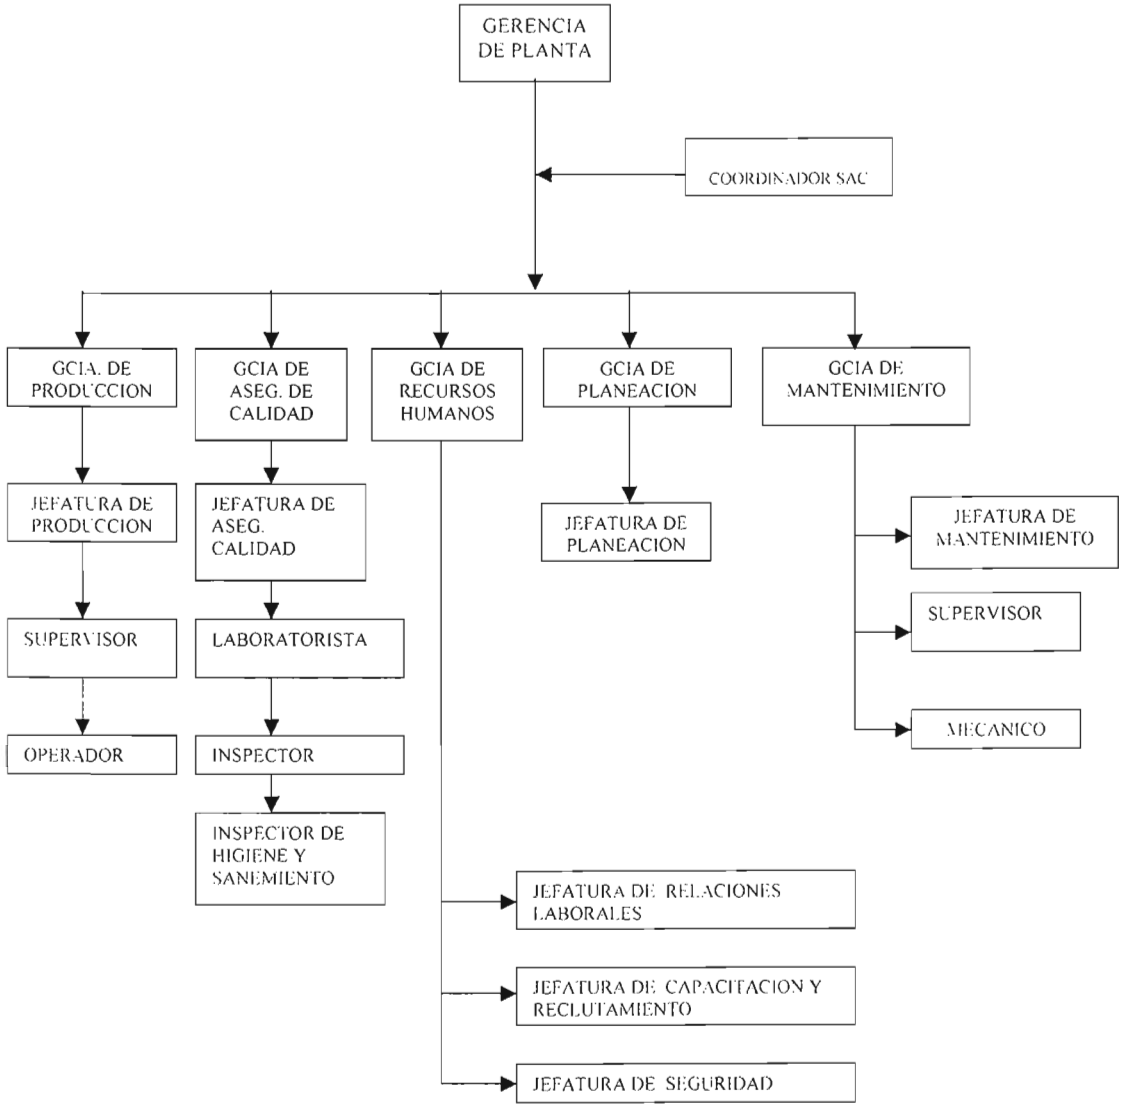 GERENCIA
DE PLANTA
COORDINADOR SAC
GCIA. DE
PRODUCCION
GCIA DE
ASEG. DE
CALIDAD
GCIA DE
RECURSOS
HUMANOS
GCIA DE
PLANEACION
GCIA DE
MANTENIMIENTO
JEFATURA DE
PRODUCCION
JEFATURA DE
ASEG.
CALIDAD
JEFATURA DE
PLANEACION
JEFATURA DE
MANTENIMIENTO
SUPERVISOR
LABORATORISTA
SUPERVISOR
OPERADOR
INSPECTOR
MECANICO
INSPECTOR DE
HIGIENE Y
SANEMIENTO
JEFATURA DE RELACIONES
LABORALES
JEFATURA DE CAPACITACION Y
RECLUTAMIENTO
JEFATURA DE SEGURIDAD